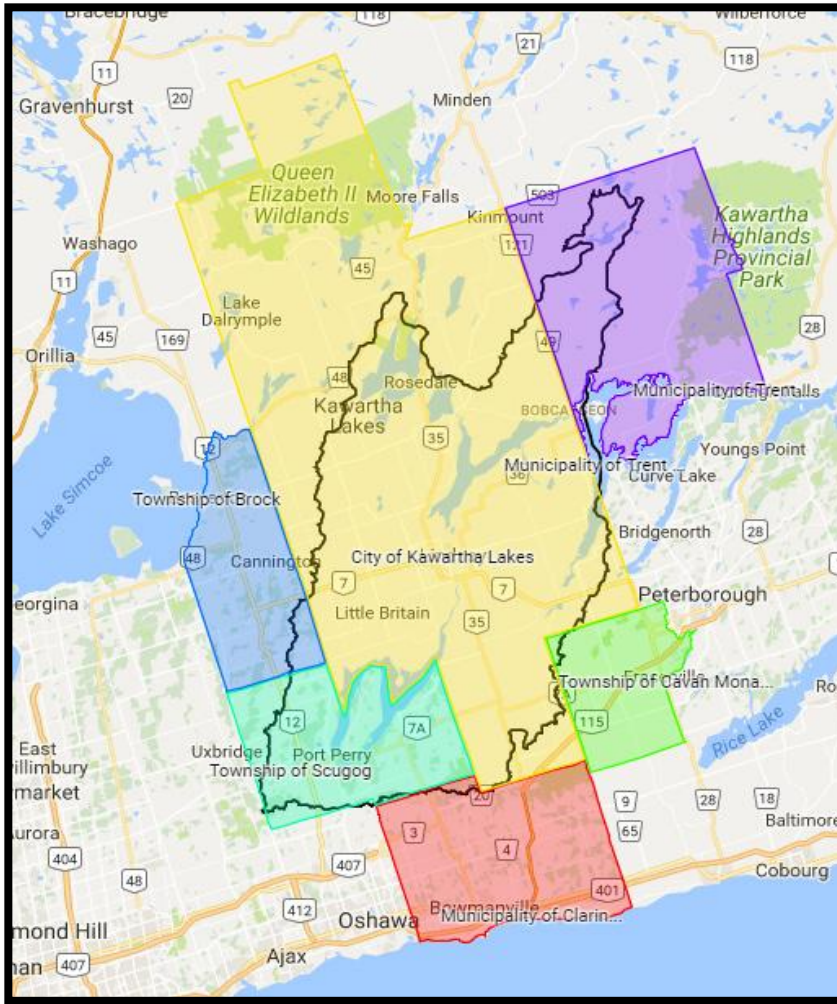 Bracebridge
118
Wilberforce
11
21
118
Gravenhurst
20
Minden
Queen
Elizabeth II
Wildlands
Moore Falls
503
Kinmount
121
Kawartha
Highlands
Provincial
Park
Washago
11
45
45
Lake
Dalrymple
169
28
Orillia
48
Rosedale
49
Kawartha
Lakes
BOBCAYGEON
Municipality of Trent...
12
35
Youngs Point
Lake Simcoe
Township of Brock
Municipality of Trent ...
36
Curve Lake
48
Cannington
City of Kawartha Lakes
Bridgenorth
28
eorgina
7
7
Peterborough
Little Britain
35
Township of Cavan Mona...
12
7A
115
East
Uxbridge
Port Perry
Rice Lake
villimbury
Township of Scugog
market
20
9
28
18
Baltimore
Aurora
3
65
404
48
407
4
Cobourg
412
401
mond Hill
Oshawa
Bowmanville
Municipality of Clarin...
407
Ajax